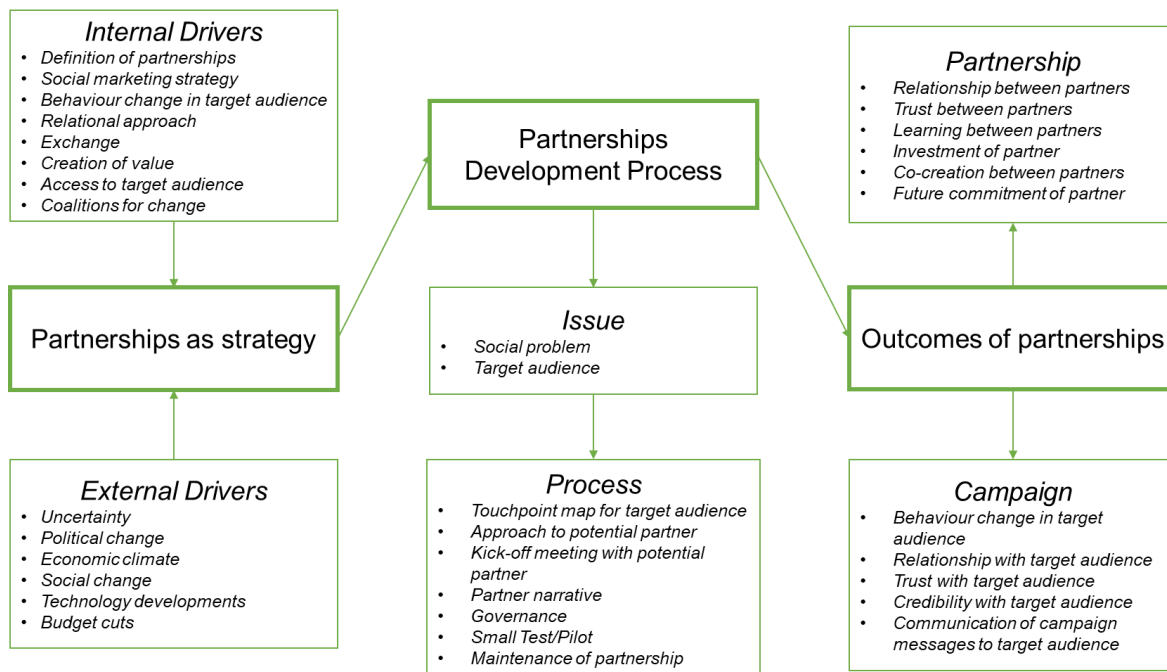 Internal Drivers
• Definition of partnerships
• Social marketing strategy
• Behaviour change in target audience
• Relational approach
• Exchange
• Creation of value
• Access to target audience
• Coalitions for change
Partnerships as strategy
External Drivers
• Uncertainty
• Political change
• Economic climate
• Social change
• Technology developments
• Budget cuts
Partnerships
Development Process
Issue
• Social problem
• Target audience
Process
• Touchpoint map for target audience
• Approach to potential partner
• Kick-off meeting with potential
partner
• Partner narrative
• Governance
• Small Test/Pilot
• Maintenance of partnership
Partnership
• Relationship between partners
• Trust between partners
• Learning between partners
• Investment of partner
• Co-creation between partners
• Future commitment of partner
Outcomes of partnerships
Campaign
• Behaviour change in target
audience
• Relationship with target audience
• Trust with target audience
• Credibility with target audience
• Communication of campaign
messages to target audience